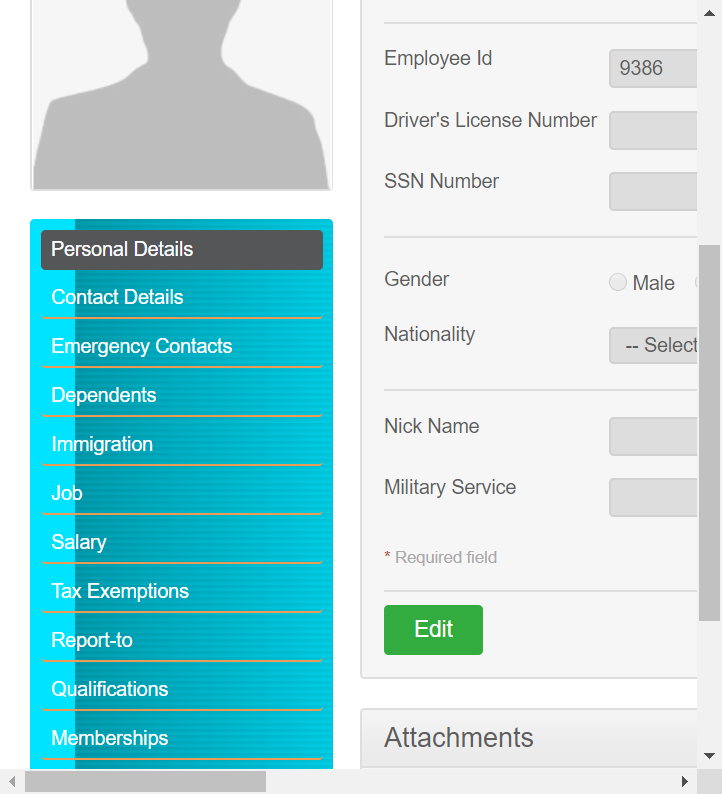 Personal Details
Contact Details
Emergency Contacts
Dependents
Immigration
Job
Salary
Tax Exemptions
Report-to
Qualifications
Memberships
Employee Id
9386
Driver's License Number
SSN Number
Gender
Male
Nationality
-- Select
Nick Name
Military Service
* Required field
Edit
Attachments